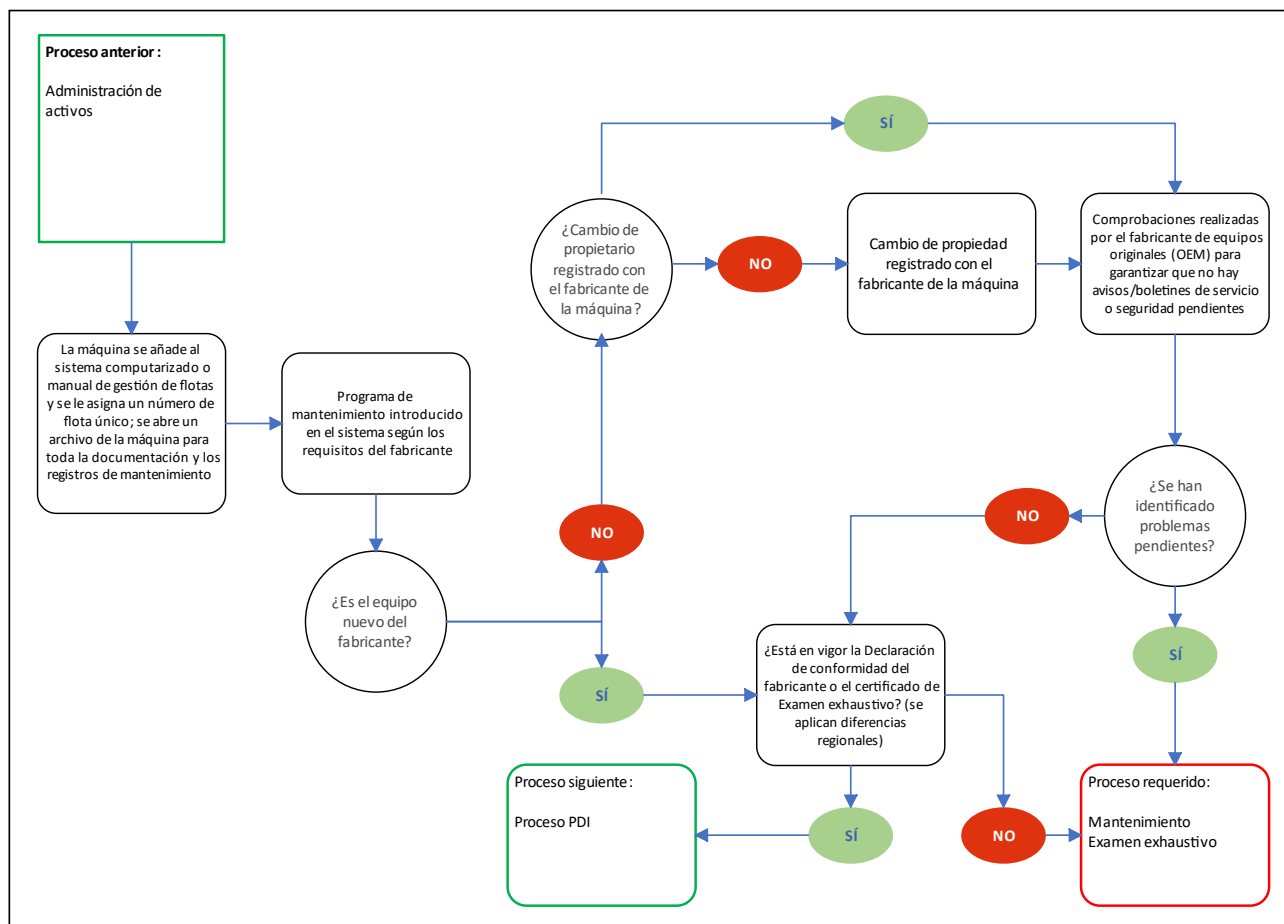 Proceso anterior :
Administración de
activos
La máquina se añade al
sistema computarizado o
manual de gestión de flotas
y se le asigna un número de
flota único; se abre un
archivo de la máquina para
toda la documentación y los
registros de mantenimiento
Programa de
mantenimiento introducido
en el sistema según los
requisitos del fabricante
¿Es el equipo
nuevo del
fabricante?
NO
SÍ
¿Cambio de
propietario
registrado con
el fabricante de
la máquina?
SÍ
NO
Cambio de propiedad
registrado con el
fabricante de la máquina
Comprobaciones realizadas
por el fabricante de equipos
originales (OEM) para
garantizar que no hay
avisos/boletines de servicio
o seguridad pendientes
¿Se han
identificado
problemas
pendientes?
NO
SÍ
¿Está en vigor la Declaración
de conformidad del
fabricante o el certificado de
Examen exhaustivo? (se
aplican diferencias
regionales)
SÍ
NO
Proceso siguiente :
Proceso PDI
Proceso requerido:
Mantenimiento
Examen exhaustivo